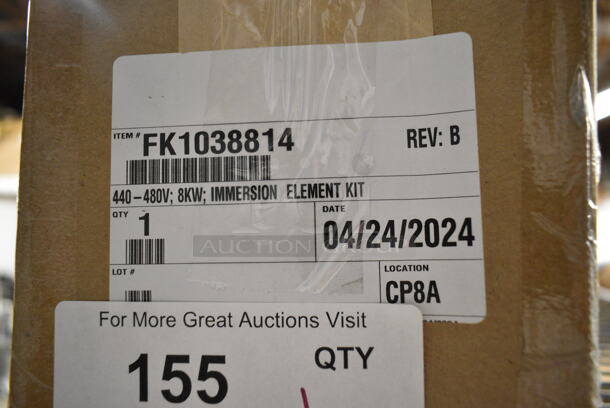 ITEM # FK1038814 REV: B
440-480V; 8KW; IMMERSION ELEMENT KIT
QTY 1 DATE 04/24/2024
AUCTION
LOT # LOCATION CP8A
For More Great Auctions Visit
155 QTY